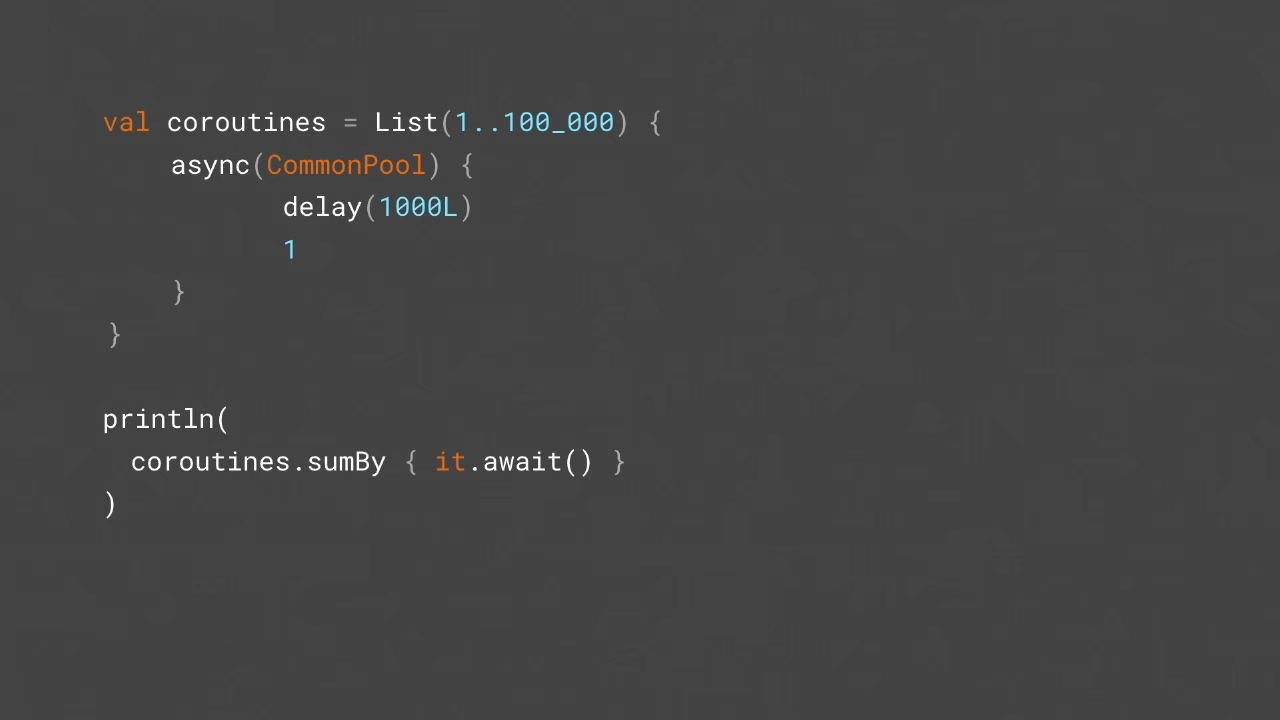 val coroutines = List(1..100_000) {
async(CommonPool) {
delay(1000L)
1
}
}
println(
coroutines.sumBy { it.await() }
)